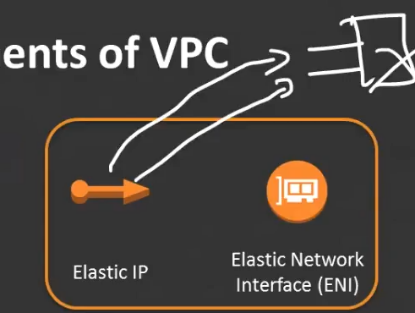 ents of VPC
Elastic IP
Elastic Network
Interface (ENI)